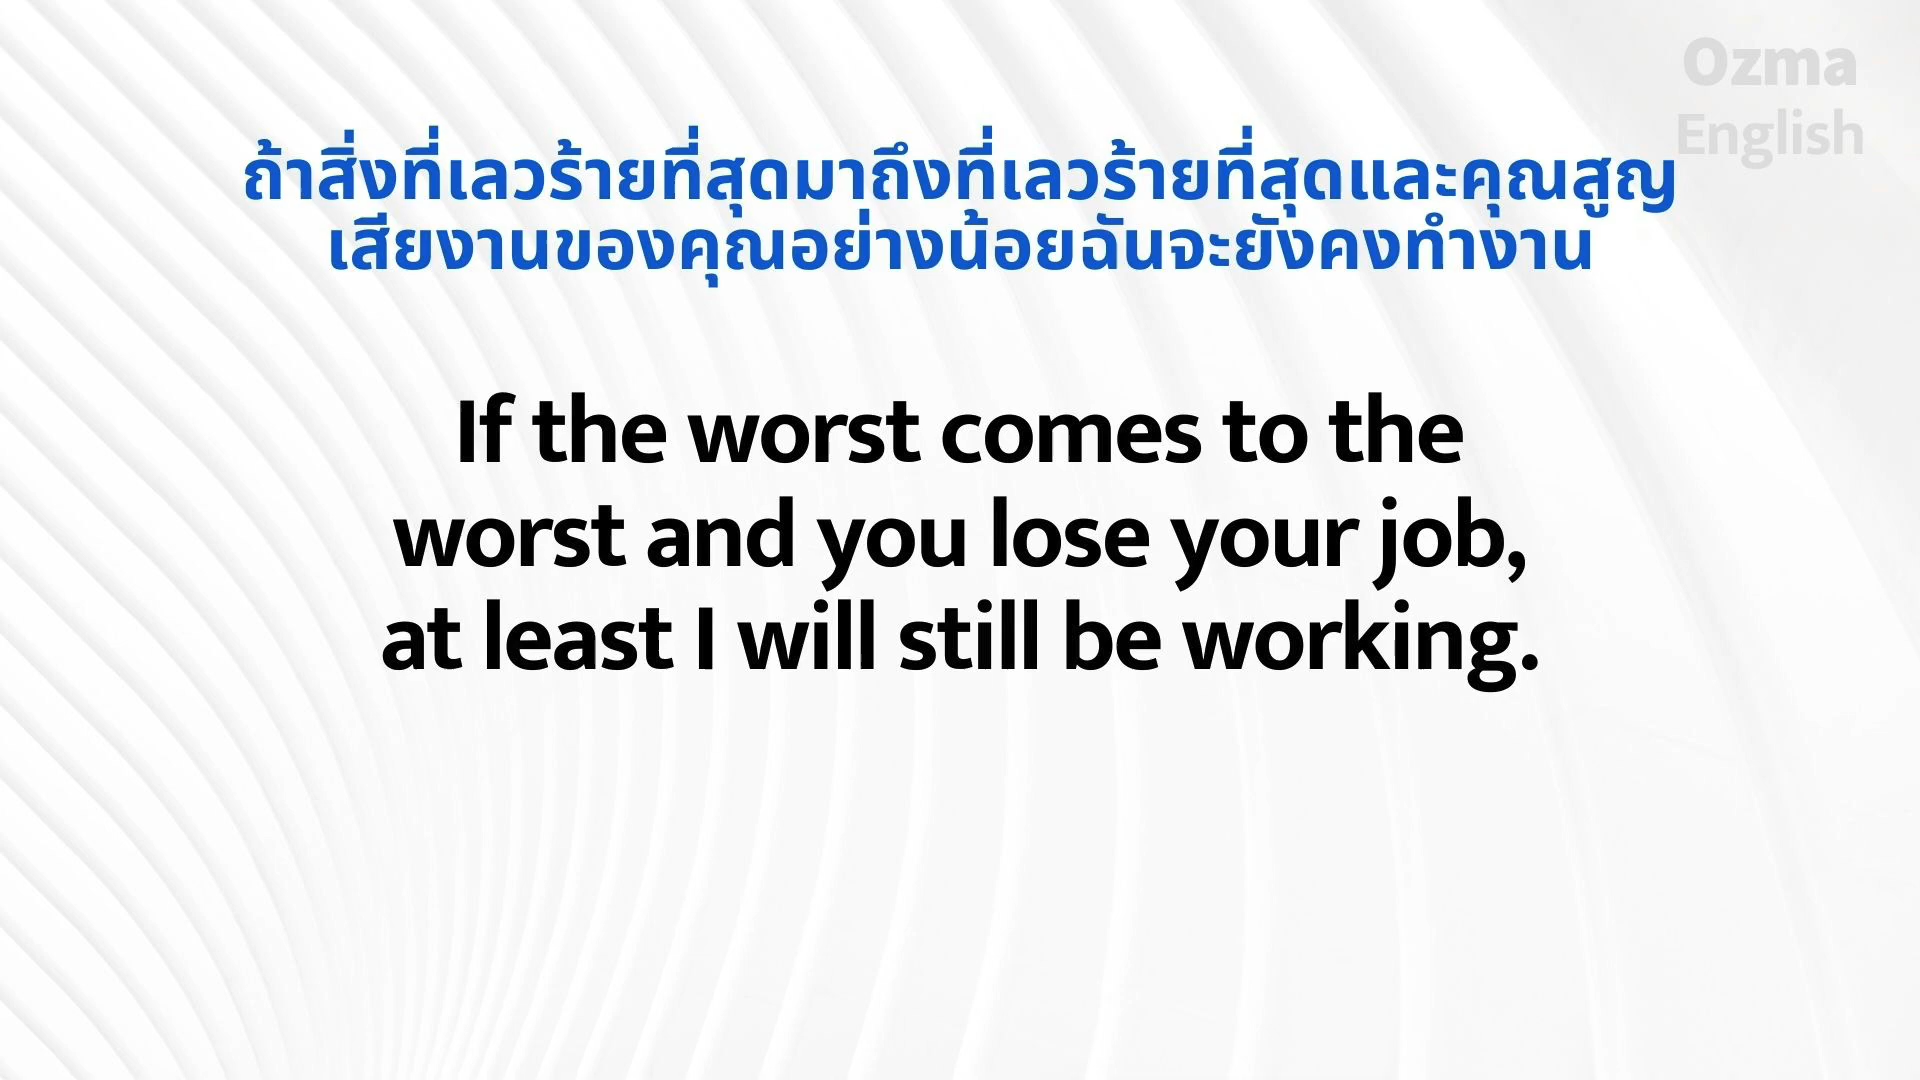 Ozma
English
ถ้าสิ่งที่เลวร้ายที่สุดมาถึงที่เลวร้ายที่สุดและคุณสูญ
เสียงานของคุณอย่างน้อยฉันจะยังคงทำงาน
If the worst comes to the
worst and you lose your job,
at least I will still be working.